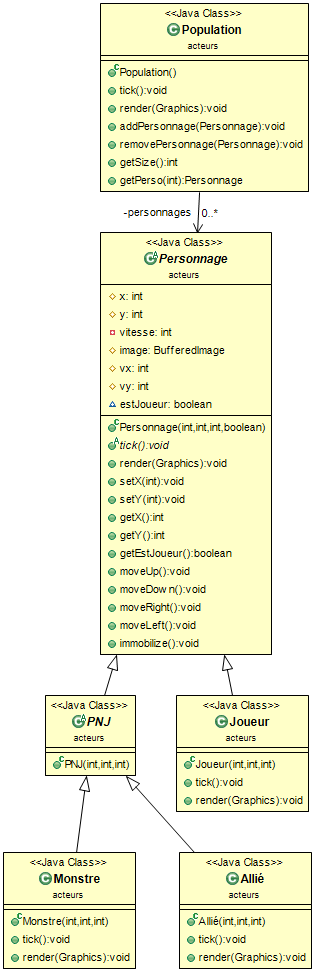 <<Java Class>>
Population
acteurs
Population()
tick():void
render(Graphics):void
addPersonnage(Personnage):void
removePersonnage(Personnage):void
getSize():int
getPerso(int):Personnage
-personnages 0..*
<<Java Class>>
Personnage
acteurs
x: int
y: int
vitesse: int
image: BufferedImage
vx: int
vy: int
estJoueur: boolean
Personnage(int,int,int,boolean)
tick():void
render(Graphics):void
setX(int):void
setY(int):void
getX():int
getY():int
getEstJoueur():boolean
moveUp():void
moveDown():void
moveRight():void
moveLeft():void
immobilize():void
<<Java Class>>
PNJ
acteurs
PNJ(int,int,int)
<<Java Class>>
Joueur
acteurs
Joueur(int,int,int)
tick():void
render(Graphics):void
<<Java Class>>
Monstre
acteurs
Monstre(int,int,int)
tick():void
render(Graphics):void
<<Java Class>>
Allié
acteurs
Allié(int,int,int)
tick():void
render(Graphics):void